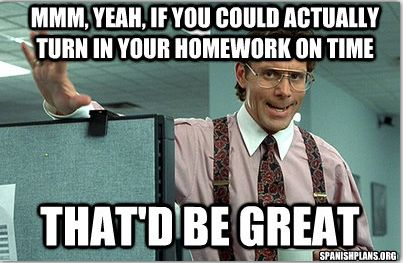 MMM, YEAH, IF YOU COULD ACTUALLY
TURN IN YOUR HOMEWORK ON TIME
THAT'D BE GREAT
SPANISHPLANS.ORG